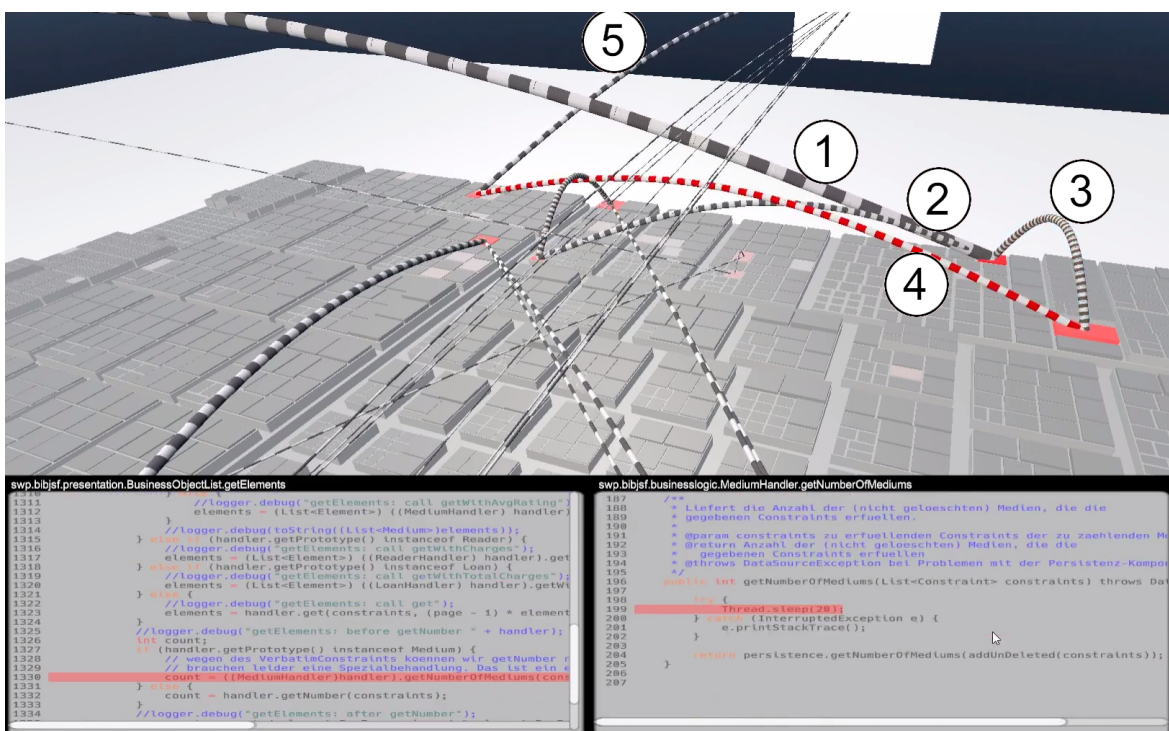 5
1
2
3
4
swp.bibjsf.presentation.BusinessObjectList.getElements
1310 } else {
1311 //logger.debug("getElements: call getWithAvgRating")
1312 elements = (List<Element>) ((MediumHandler) handler)
1313 }
1314 //logger.debug(toString((List<Medium>)elements));
1315 } else if (handler.getPrototype() instanceof Reader) {
1316 //logger.debug("getElements: call getWithCharges");
1317 elements = (List<Element>) ((ReaderHandler) handler).get
1318 } else if (handler.getPrototype() instanceof Loan) {
1319 //logger.debug("getElements: call getWithTotalCharges");
1320 elements = (List<Element>) ((LoanHandler) handler).getWi
1321 } else {
1322 //logger.debug("getElements: call get");
1323 elements = handler.get(constraints, (page - 1) * element
1324 }
1325 //logger.debug("getElements: before getNumber " + handler);
1326 int count;
1327 if (handler.getPrototype() instanceof Medium) {
1328 // wegen des VerbatimConstraints koennen wir getNumber n
1329 // brauchen leider eine Spezialbehandlung. Das ist ein e
1330 count = ((MediumHandler)handler).getNumberOfMediums(cons
1331 } else {
1332 count = handler.getNumber(constraints);
1333 }
1334 //logger.debug("getElements: after getNumber");
swp.bibjsf.businesslogic.MediumHandler.getNumberOfMediums
187 /**
188 * Liefert die Anzahl der (nicht geloeschten) Medien, die die
189 * gegebenen Constraints erfuellen.
190 *
191 * @param constraints zu erfuellenden Constraints der zu zaehlenden Me
192 * @return Anzahl der (nicht geloeschten) Medien, die die
193 * gegebenen Constraints erfuellen
194 * @throws DataSourceException bei Problemen mit der Persistenz-Kompon
195 */
196 public int getNumberOfMediums(List<Constraint> constraints) throws Dat
197
198 try {
199 Thread.sleep(20);
200 } catch (InterruptedException e) {
201 e.printStackTrace();
202 }
203
204 return persistence.getNumberOfMediums(addUnDeleted(constraints));
205 }
206
207